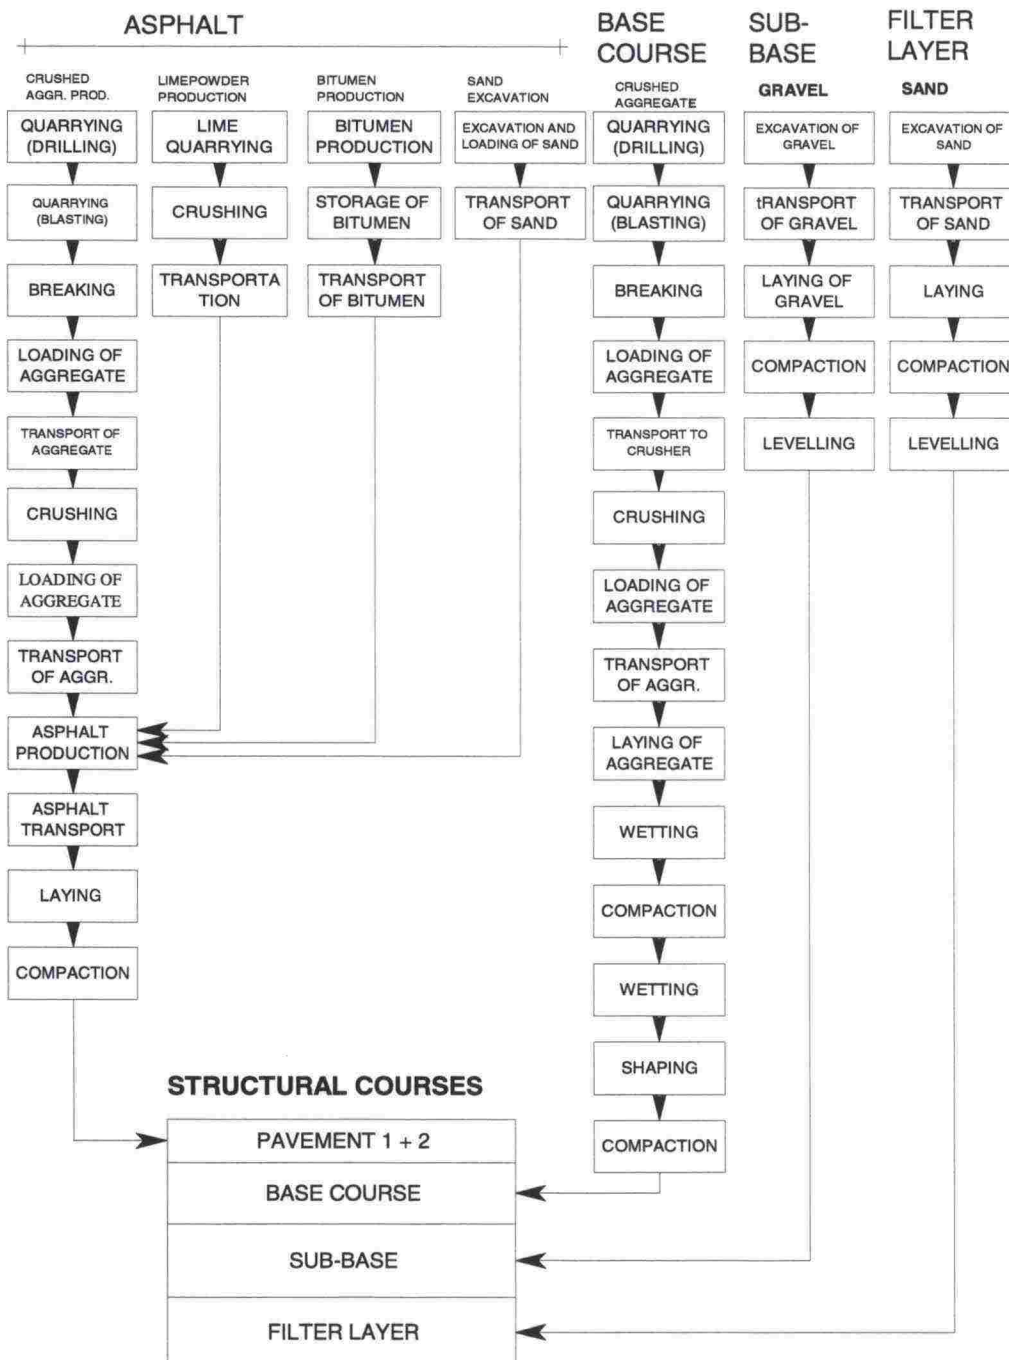 ASPHALT
BASE
COURSE
SUB-
BASE
FILTER
LAYER
CRUSHED
AGGR. PROD.
LIMEPOWDER
PRODUCTION
BITUMEN
PRODUCTION
SAND
EXCAVATION
CRUSHED
AGGREGATE
GRAVEL
SAND
QUARRYING
(DRILLING)
QUARRYING
(BLASTING)
BREAKING
LOADING OF
AGGREGATE
TRANSPORT OF
AGGREGATE
CRUSHING
LOADING OF
AGGREGATE
TRANSPORT
OF AGGR.
ASPHALT
PRODUCTION
ASPHALT
TRANSPORT
LAYING
COMPACTION
LIME
QUARRYING
CRUSHING
TRANSPORTA
TION
BITUMEN
PRODUCTION
STORAGE OF
BITUMEN
TRANSPORT
OF BITUMEN
EXCAVATION AND
LOADING OF SAND
TRANSPORT
OF SAND
QUARRYING
(DRILLING)
QUARRYING
(BLASTING)
BREAKING
LOADING OF
AGGREGATE
TRANSPORT TO
CRUSHER
CRUSHING
LOADING OF
AGGREGATE
TRANSPORT
OF AGGR.
LAYING OF
AGGREGATE
WETTING
COMPACTION
WETTING
SHAPING
COMPACTION
EXCAVATION OF
GRAVEL
tRANSPORT
OF GRAVEL
LAYING OF
GRAVEL
COMPACTION
LEVELLING
EXCAVATION OF
SAND
TRANSPORT
OF SAND
LAYING
COMPACTION
LEVELLING
STRUCTURAL COURSES
PAVEMENT 1 + 2
BASE COURSE
SUB-BASE
FILTER LAYER